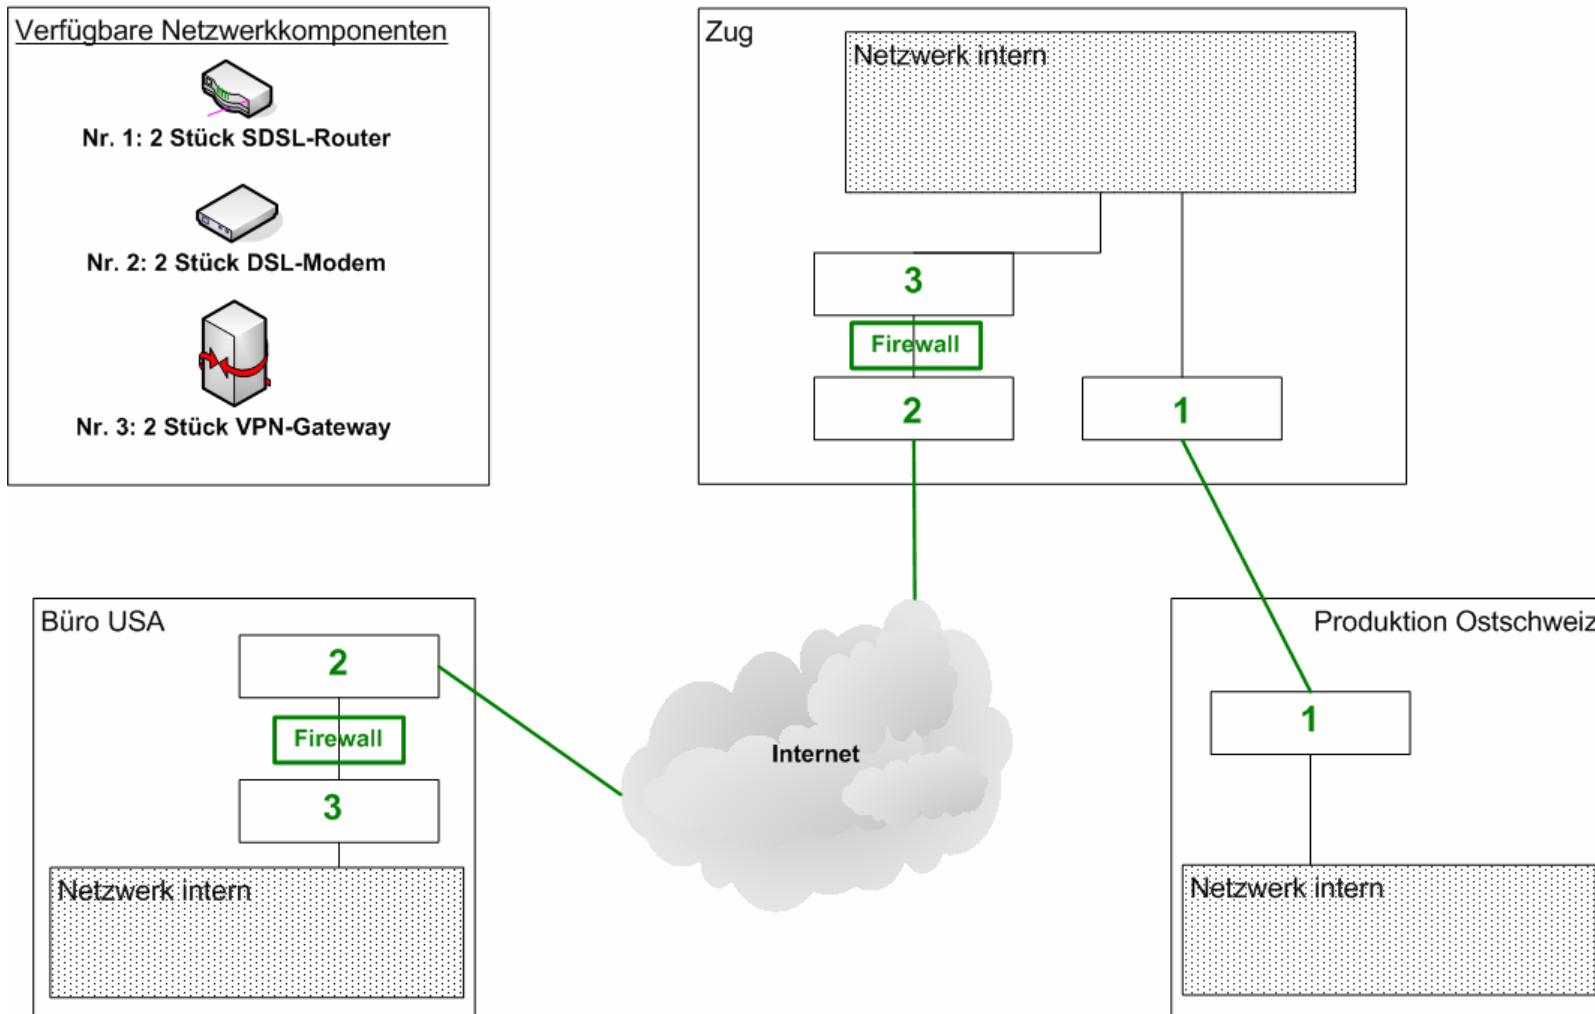 Verfügbare Netzwerkkomponenten
Nr. 1: 2 Stück SDSL-Router
Nr. 2: 2 Stück DSL-Modem
Nr. 3: 2 Stück VPN-Gateway
Zug
Netzwerk intern
3
Firewall
2
1
Büro USA
2
Firewall
3
Netzwerk intern
Internet
Produktion Ostschweiz
1
Netzwerk intern